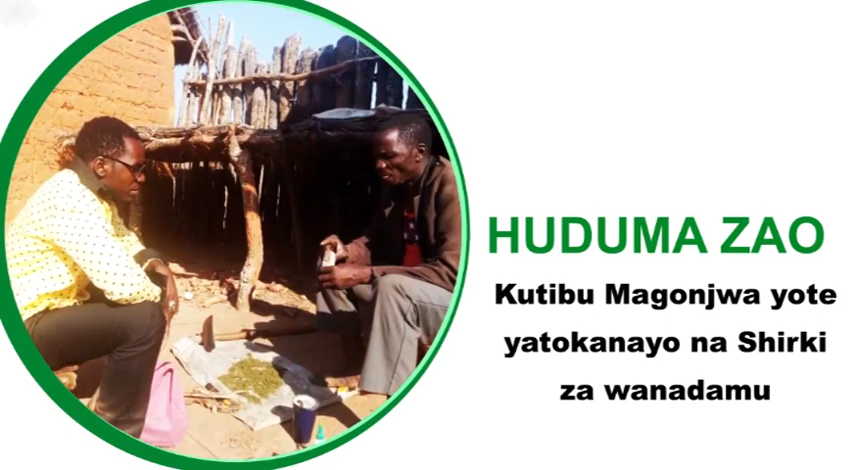 HUDUMA ZAO
Kutibu Magonjwa yote
yatokanayo na Shirki
za wanadamu